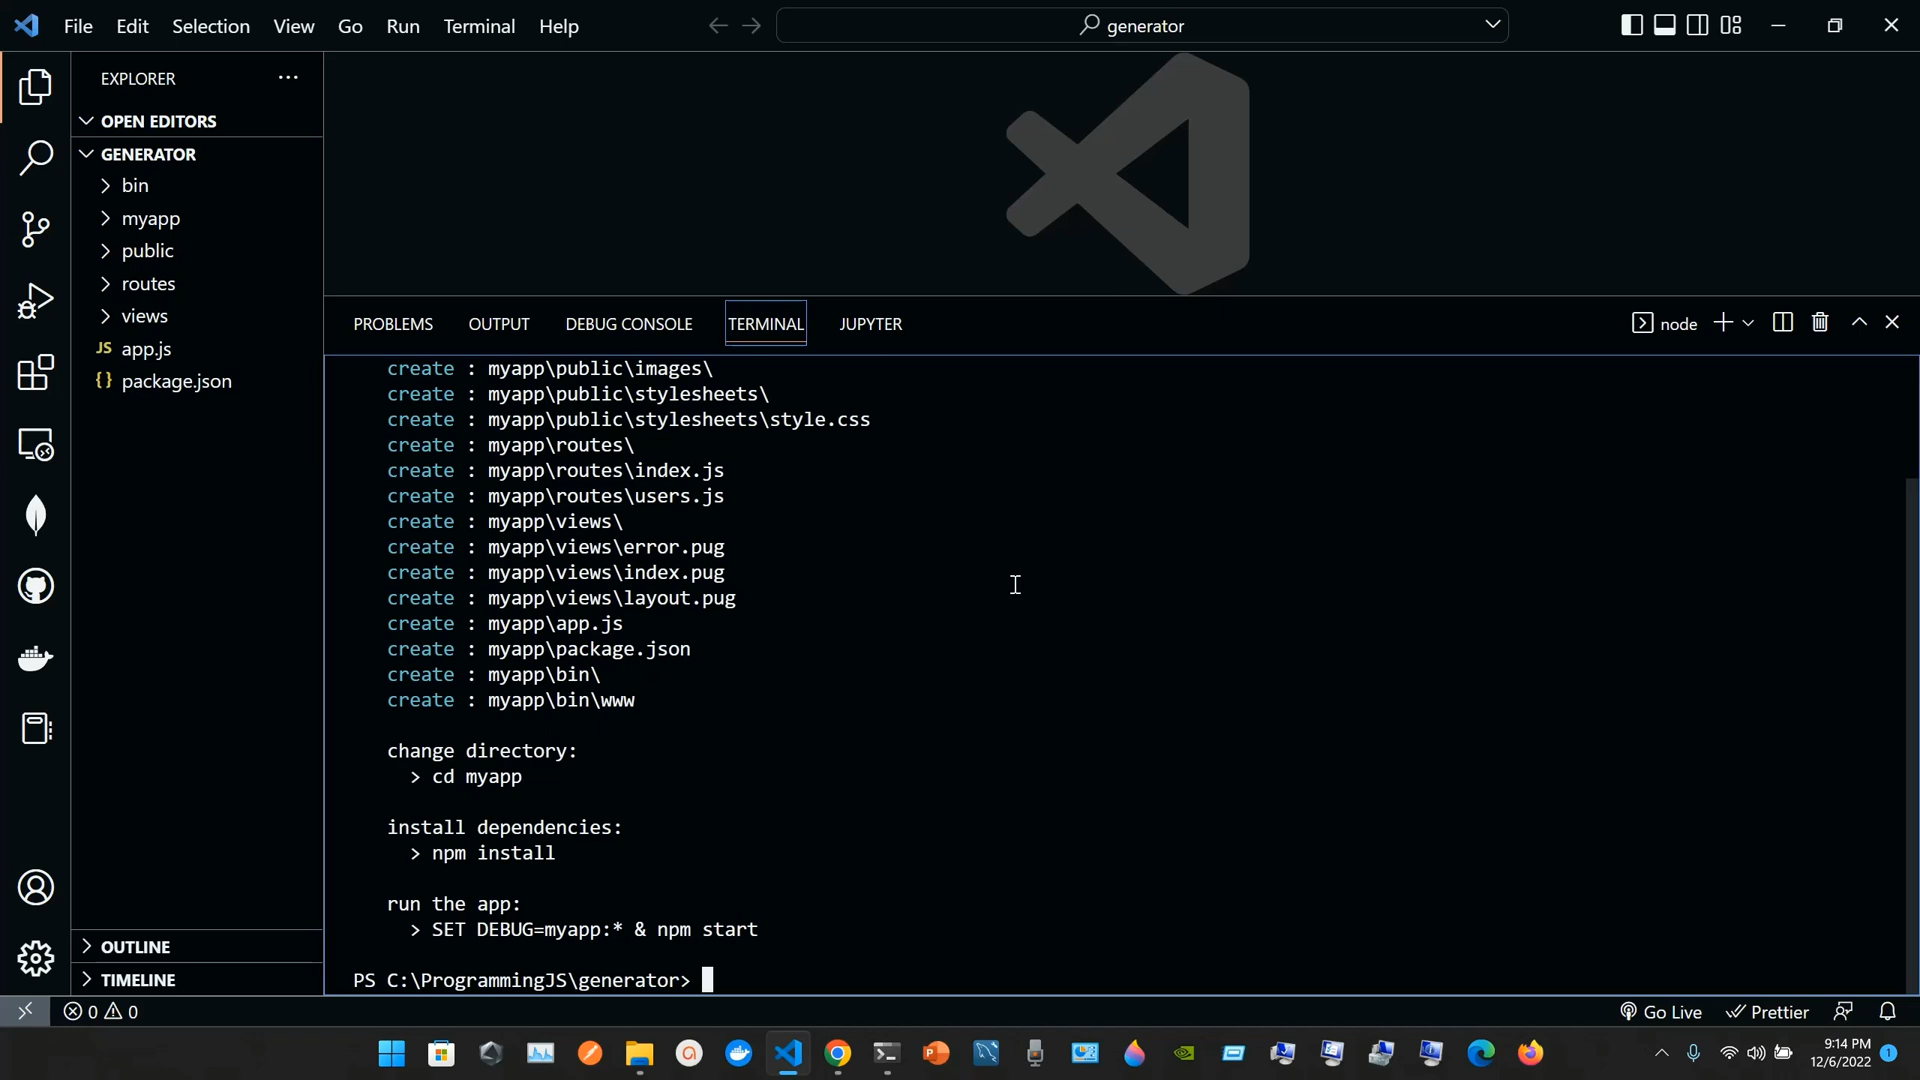 File Edit Selection View Go Run Terminal Help
generator
EXPLORER
OPEN EDITORS
GENERATOR
bin
myapp
public
routes
views
JS app.js
{} package.json
OUTLINE
TIMELINE
PROBLEMS OUTPUT DEBUG CONSOLE TERMINAL JUPYTER
node
create : myapp\public\images\
create : myapp\public\stylesheets\
create : myapp\public\stylesheets\style.css
create : myapp\routes\
create : myapp\routes\index.js
create : myapp\routes\users.js
create : myapp\views\
create : myapp\views\error.pug
create : myapp\views\index.pug
create : myapp\views\layout.pug
create : myapp\app.js
create : myapp\package.json
create : myapp\bin\
create : myapp\bin\www
change directory:
> cd myapp
install dependencies:
> npm install
run the app:
> SET DEBUG=myapp:* & npm start
PS C:\ProgrammingJS\generator>
0 0
Go Live Prettier
9:14 PM
12/6/2022
1